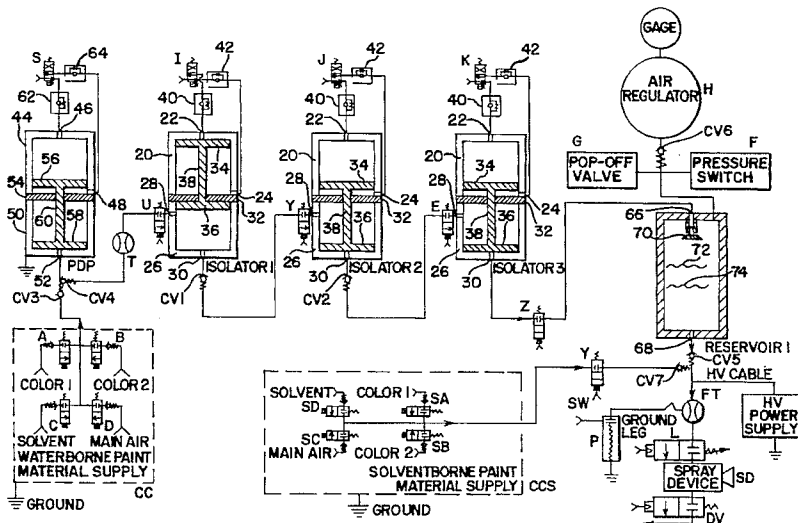 GAGE
AIR REGULATOR
H
CV6
G
POP-OFF VALVE
F
PRESSURE SWITCH
S
64
62
44
46
56
54
60
58
48
50
52
PDP
CV3
CV4
T
I
42
40
22
20
34
38
24
28
32
U
36
26
30
ISOLATOR 1
CV1
J
42
40
22
20
34
24
28
32
Y
38
36
26
30
ISOLATOR 2
CV2
K
42
40
22
20
34
24
28
32
E
38
36
26
30
ISOLATOR 3
Z
66
70
72
74
68
RESERVOIR 1
CV5
HV CABLE
CV7
Y
A
B
COLOR 1
COLOR 2
C
D
SOLVENT
MAIN AIR
WATERBORNE PAINT
MATERIAL SUPPLY
CC
GROUND
SOLVENT
COLOR 1
SD
SA
SC
SB
MAIN AIR
COLOR 2
SOLVENTBORNE PAINT
MATERIAL SUPPLY
CCS
GROUND
SW
P
GROUND LEG
FT
HV POWER SUPPLY
L
SPRAY DEVICE
SD
DV